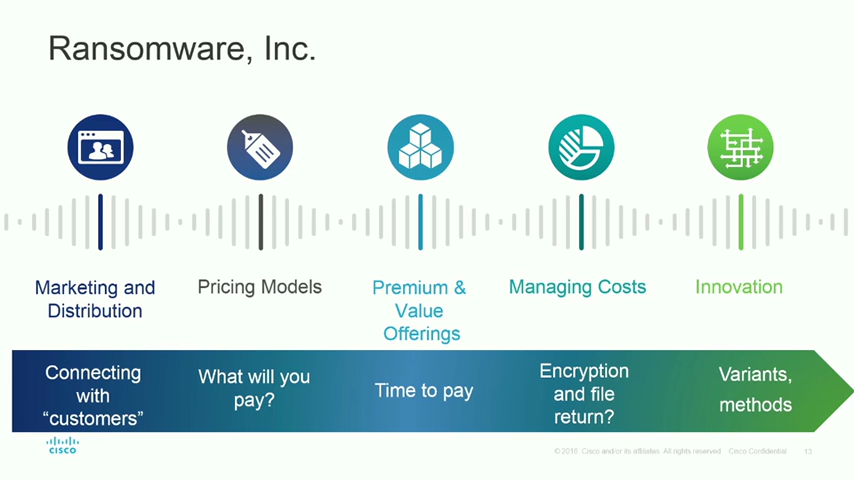 Ransomware, Inc.
Marketing and
Distribution
Pricing Models
Premium &
Value
Offerings
Managing Costs
Innovation
Connecting
with
“customers”
What will you
pay?
Time to pay
Encryption
and file
return?
Variants,
methods
CISCO
© 2016 Cisco and/or its affiliates. All rights reserved. Cisco Confidential 13